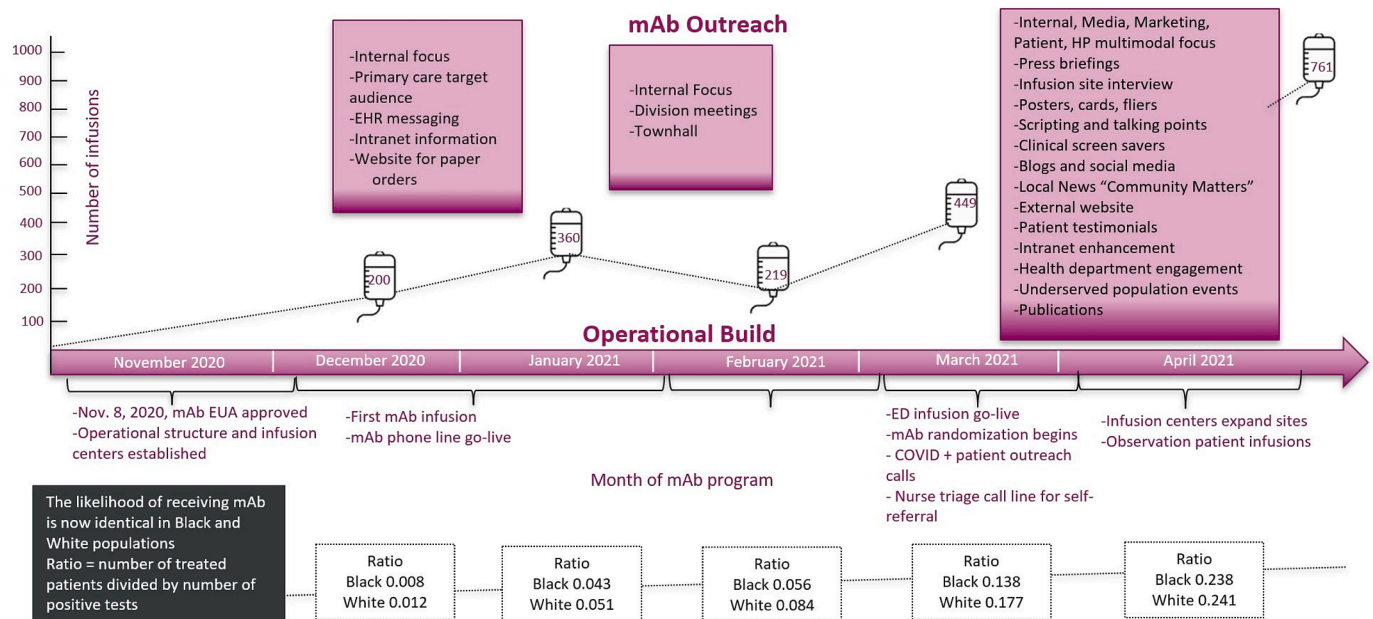 mAb Outreach
1000
900
800
700
600
500
400
300
200
100
Number of infusions
-Internal focus
-Primary care target
audience
-EHR messaging
-Intranet information
-Website for paper
orders
-Internal Focus
-Division meetings
-Townhall
-Internal, Media, Marketing,
Patient, HP multimodal focus
-Press briefings
-Infusion site interview
-Posters, cards, fliers
-Scripting and talking points
-Clinical screen savers
-Blogs and social media
-Local News “Community Matters”
-External website
-Patient testimonials
-Intranet enhancement
-Health department engagement
-Underserved population events
-Publications
200
360
219
449
761
Operational Build
November 2020
December 2020
January 2021
February 2021
March 2021
April 2021
-Nov. 8, 2020, mAb EUA approved
-Operational structure and infusion
centers established
-First mAb infusion
-mAb phone line go-live
-ED infusion go-live
-mAb randomization begins
- COVID + patient outreach
calls
- Nurse triage call line for self-
referral
-Infusion centers expand sites
-Observation patient infusions
Month of mAb program
The likelihood of receiving mAb
is now identical in Black and
White populations
Ratio = number of treated
patients divided by number of
positive tests
Ratio
Black 0.008
White 0.012
Ratio
Black 0.043
White 0.051
Ratio
Black 0.056
White 0.084
Ratio
Black 0.138
White 0.177
Ratio
Black 0.238
White 0.241